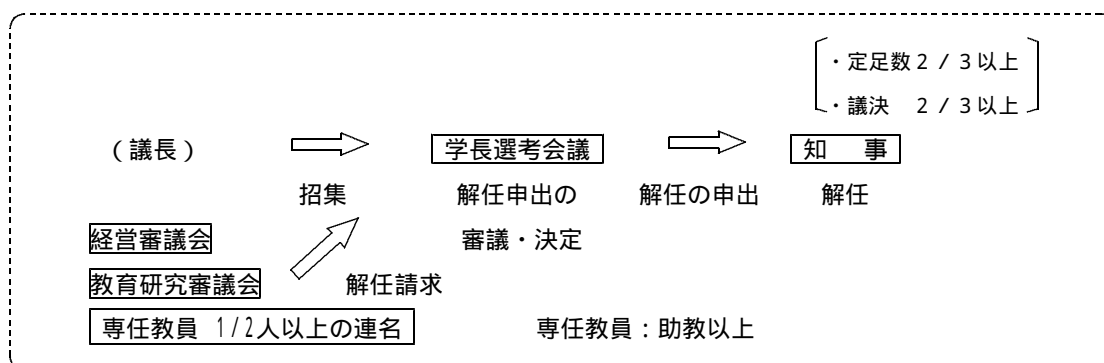 ・定足数2/3以上
・議決 2/3以上
(議長) 学長選考会議 知 事
招集 解任申出の 解任の申出 解任
経営審議会 審議・決定
教育研究審議会 解任請求
専任教員 1/2人以上の連名 専任教員:助教以上